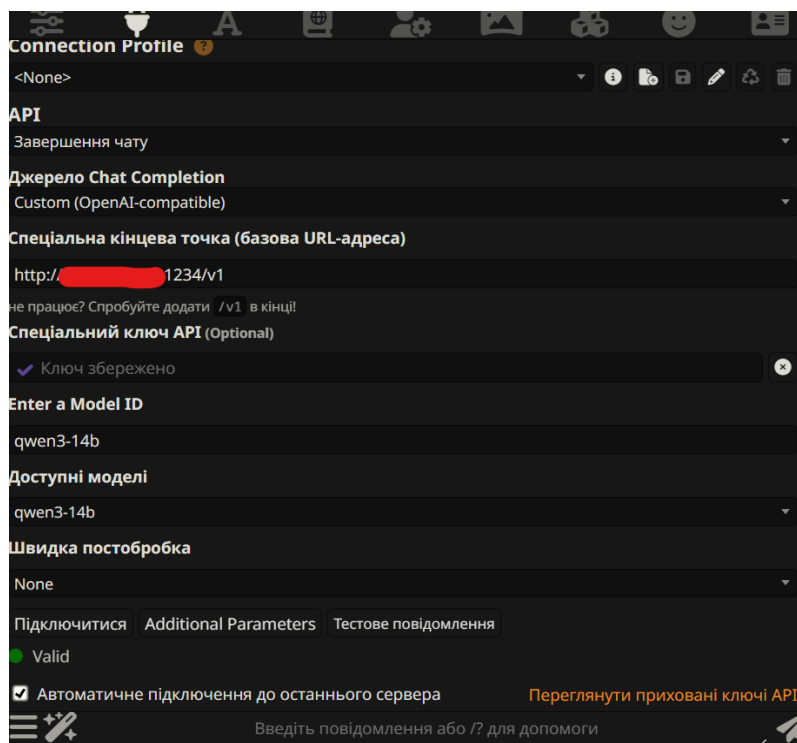 Connection Profile ?
<None>
API
Завершення чату
Джерело Chat Completion
Custom (OpenAI-compatible)
Спеціальна кінцева точка (базова URL-адреса)
http:// 1234/v1
не працює? Спробуйте додати /v1 в кінці!
Спеціальний ключ API (Optional)
Ключ збережено
Enter a Model ID
qwen3-14b
Доступні моделі
qwen3-14b
Швидка постобробка
None
Підключитися Additional Parameters Тестове повідомлення
Valid
Автоматичне підключення до останнього сервера Переглянути приховані ключі API
Введіть повідомлення або /? для допомоги